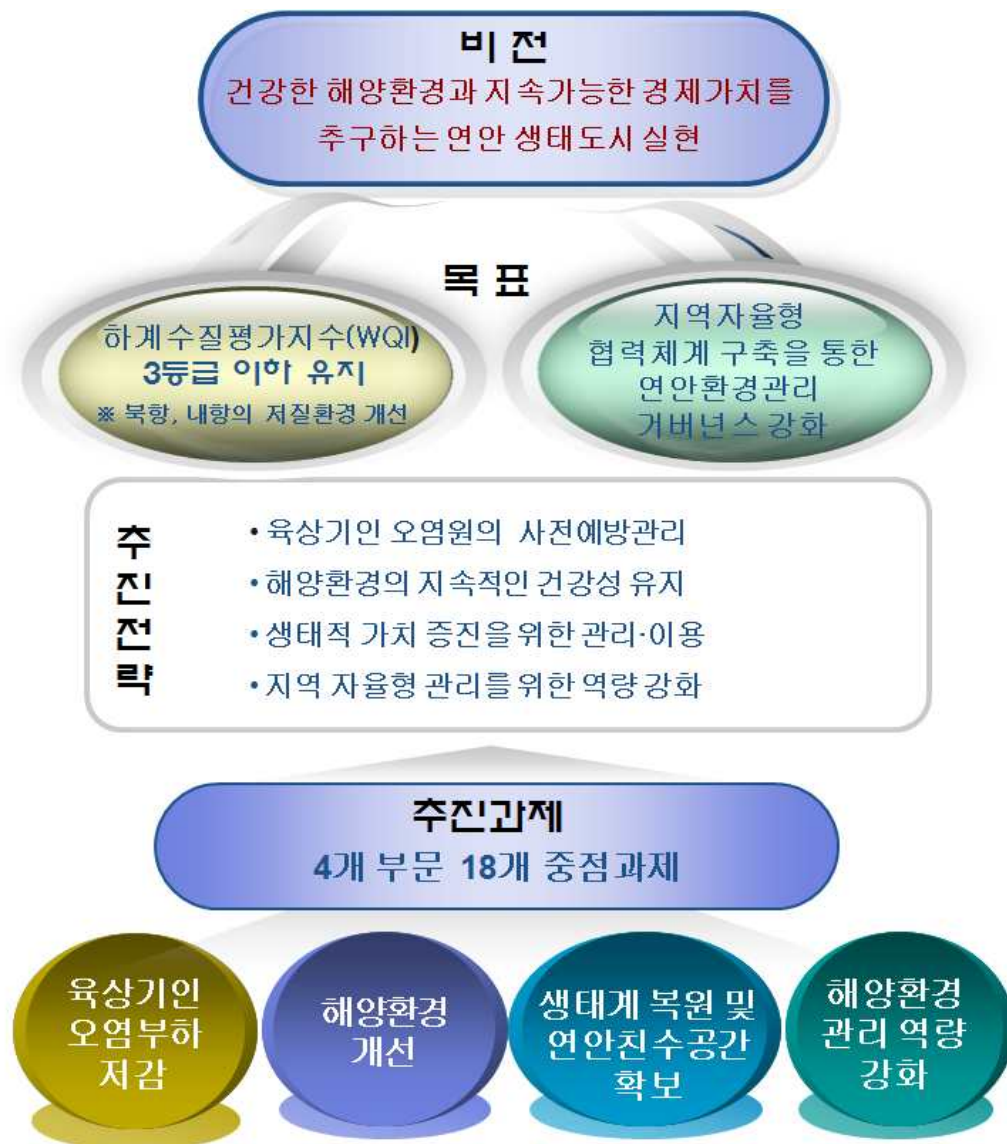 비 전
건강한 해양환경과 지속가능한 경제가치를
추구하는 연안 생태도시 실현
목 표
하계수질평가지수(WQI)
3등급 이하 유지
※ 북항, 내항의 저질환경 개선
지역자율형
협력체계 구축을 통한
연안환경관리
거버넌스 강화
추진전략
• 육상기인 오염원의 사전예방관리
• 해양환경의 지속적인 건강성 유지
• 생태적 가치 증진을 위한 관리·이용
• 지역 자율형 관리를 위한 역량 강화
추진과제
4개 부문 18개 중점과제
육상기인
오염부하
저감
해양환경
개선
생태계 복원 및
연안친수공간
확보
해양환경
관리 역량
강화